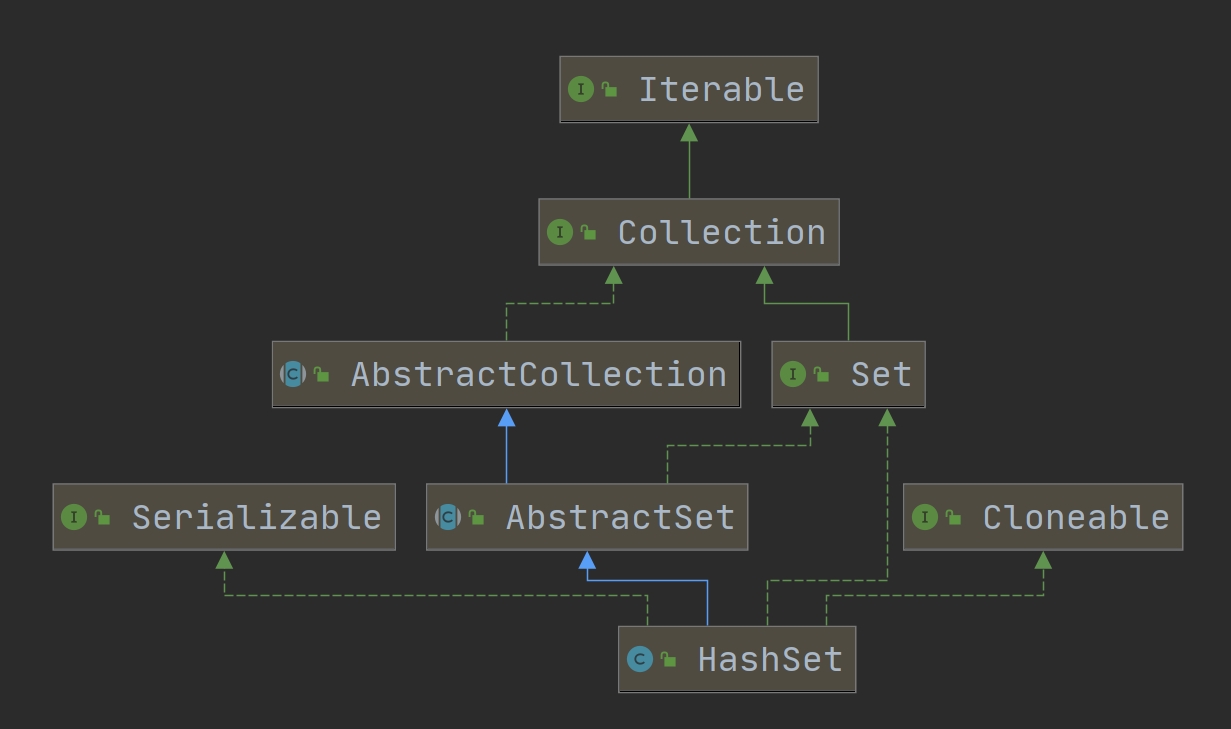 Iterable
Collection
AbstractCollection
Set
Serializable
AbstractSet
Cloneable
HashSet